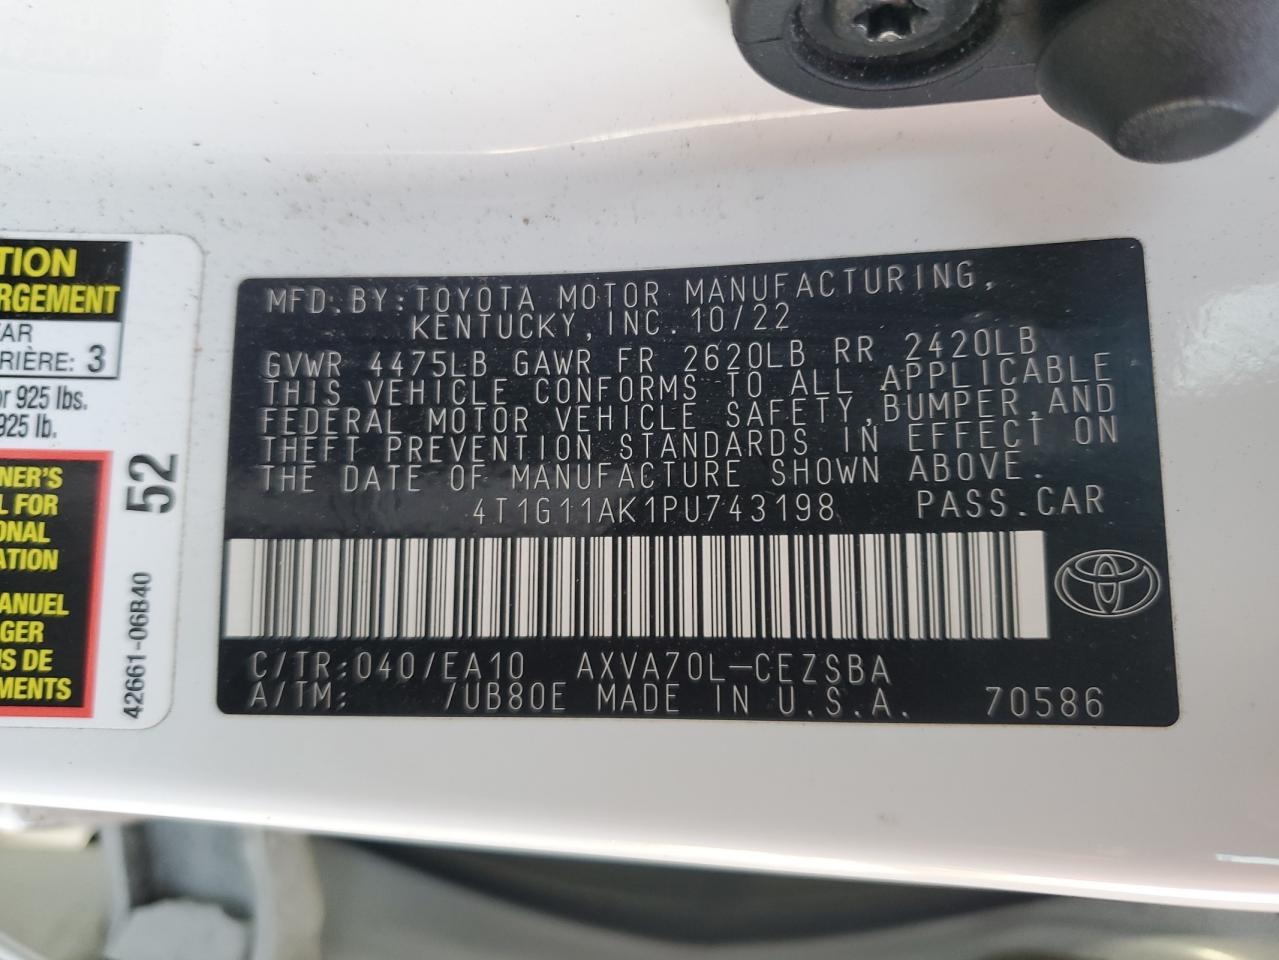 TION
RGEMENT
AR
RIÈRE: 3
or 925 lbs.
925 lb.
NER'S
L FOR
ONAL
ATION
ANUEL
GER
S DE
MENTS
52
42661-06B40
MFD.BY:TOYOTA MOTOR MANUFACTURING,
KENTUCKY,INC.10/22
GVWR 4475LB GAWR FR 2620LB RR 2420LB
THIS VEHICLE CONFORMS TO ALL APPLICABLE
FEDERAL MOTOR VEHICLE SAFETY,BUMPER,AND
THEFT PREVENTION STANDARDS IN EFFECT ON
THE DATE OF MANUFACTURE SHOWN ABOVE.
4T1G11AK1PU743198 PASS.CAR
C/TR:040/EA10 AXVA70L-CEZSBA
A/TM: /UB80E MADE IN U.S.A. 70586